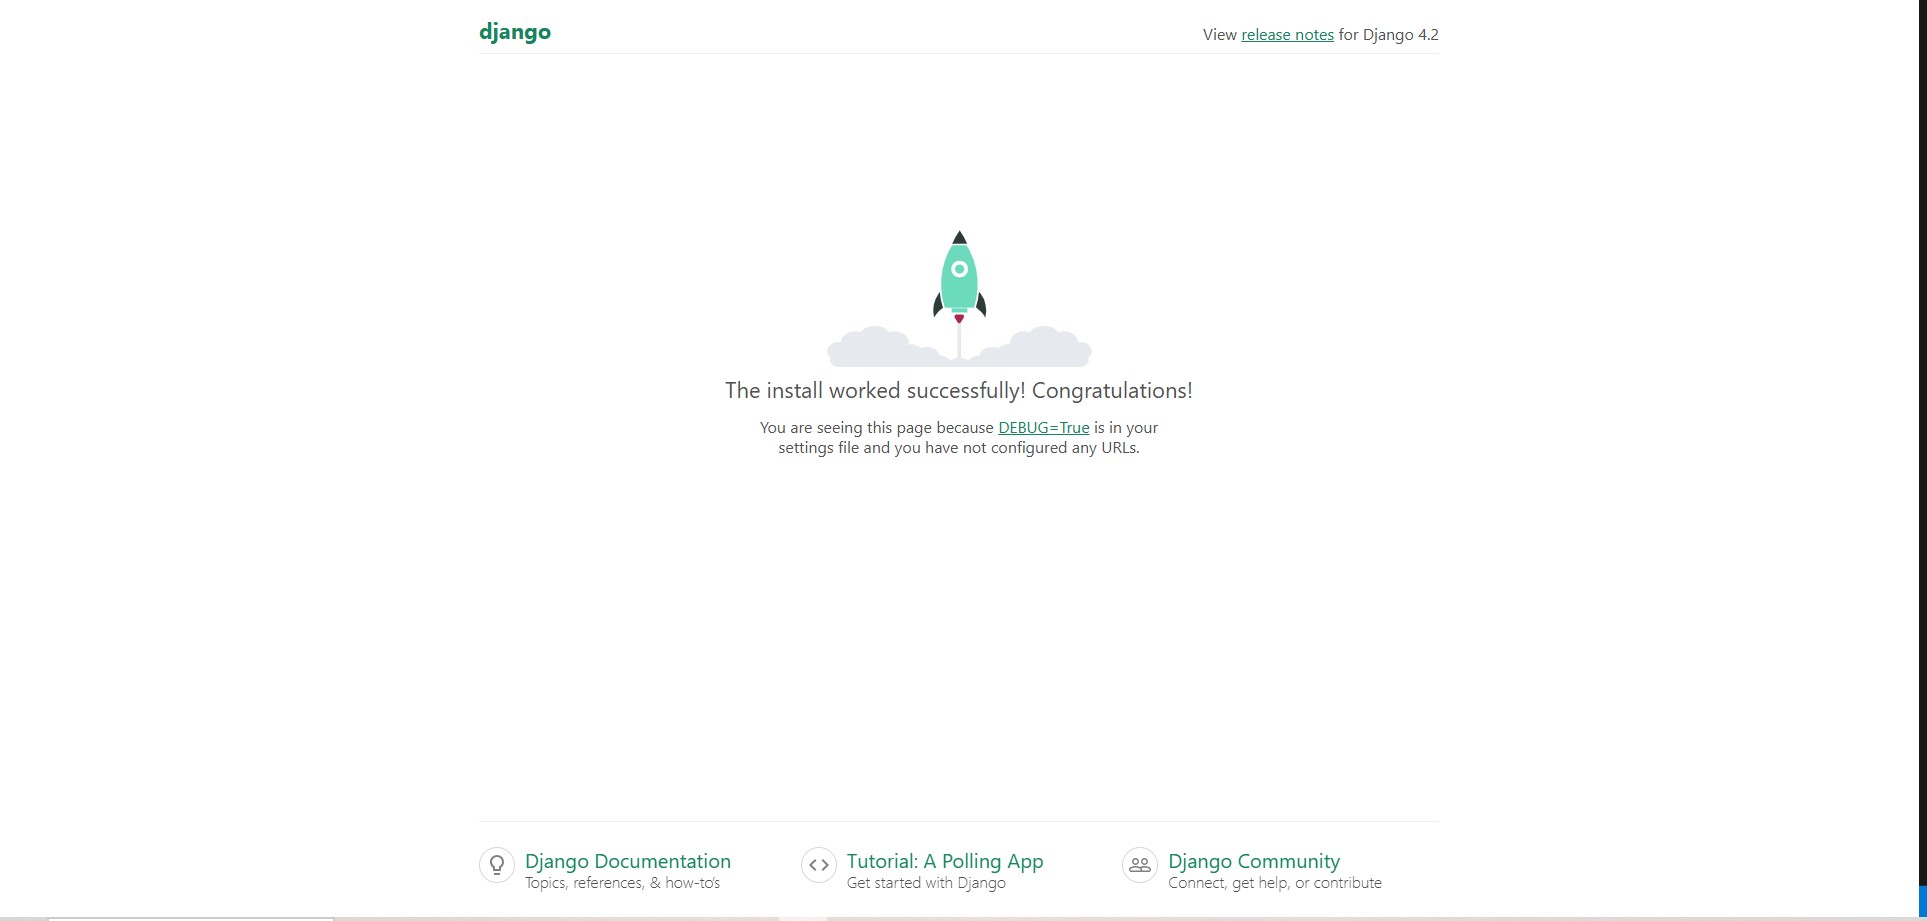 django
View release notes for Django 4.2
The install worked successfully! Congratulations!
You are seeing this page because DEBUG=True is in your
settings file and you have not configured any URLs.
Django Documentation
Topics, references, & how-to's
Tutorial: A Polling App
Get started with Django
Django Community
Connect, get help, or contribute